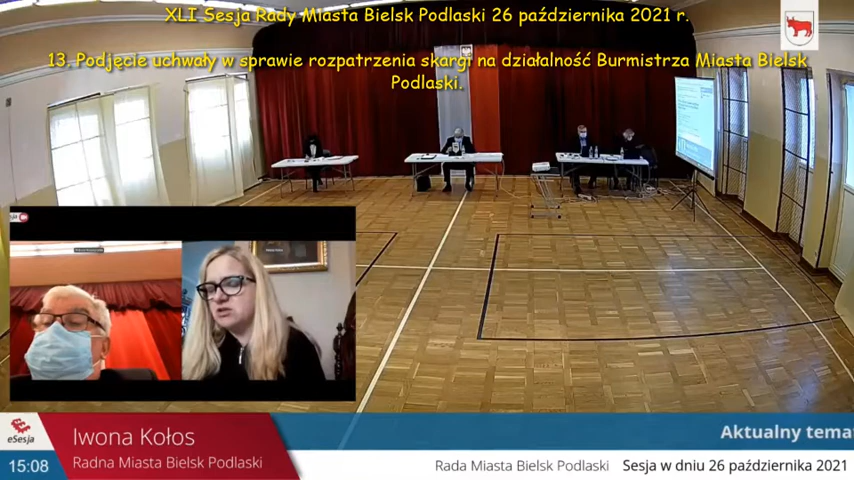 XLI Sesja Rady Miasta Bielsk Podlaski 26 października 2021 r.
13. Podjęcie uchwały w sprawie rozpatrzenia skargi na działalność Burmistrza Miasta Bielsk
Podlaski.
eSesja
15:08
Iwona Kołos
Radna Miasta Bielsk Podlaski
Aktualny tema
Rada Miasta Bielsk Podlaski
Sesja w dniu 26 października 2021